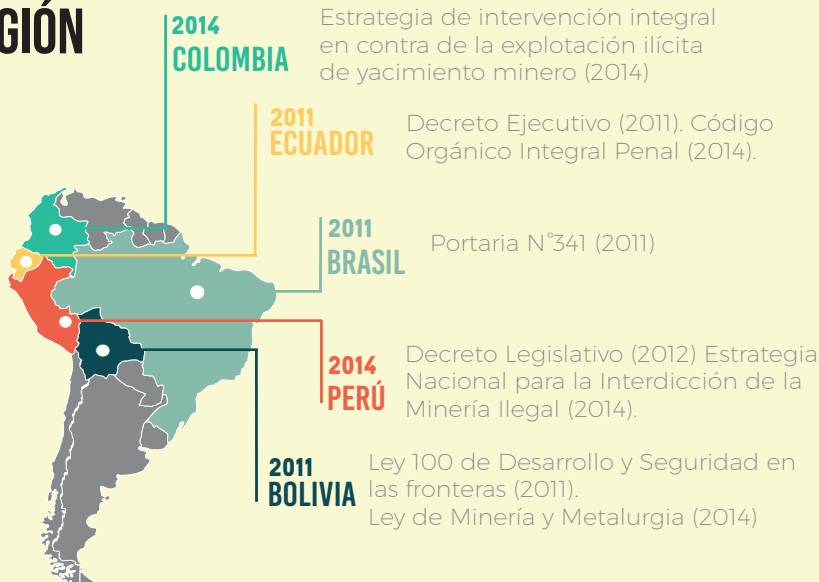 GIÓN
2014
COLOMBIA
Estrategia de intervención integral
en contra de la explotación ilícita
de yacimiento minero (2014)
2011
ECUADOR
Decreto Ejecutivo (2011). Código
Orgánico Integral Penal (2014).
2011
BRASIL
Portaria N°341 (2011)
2014
PERÚ
Decreto Legislativo (2012) Estrategia
Nacional para la Interdicción de la
Minería Ilegal (2014).
2011
BOLIVIA
Ley 100 de Desarrollo y Seguridad en
las fronteras (2011).
Ley de Minería y Metalurgia (2014)